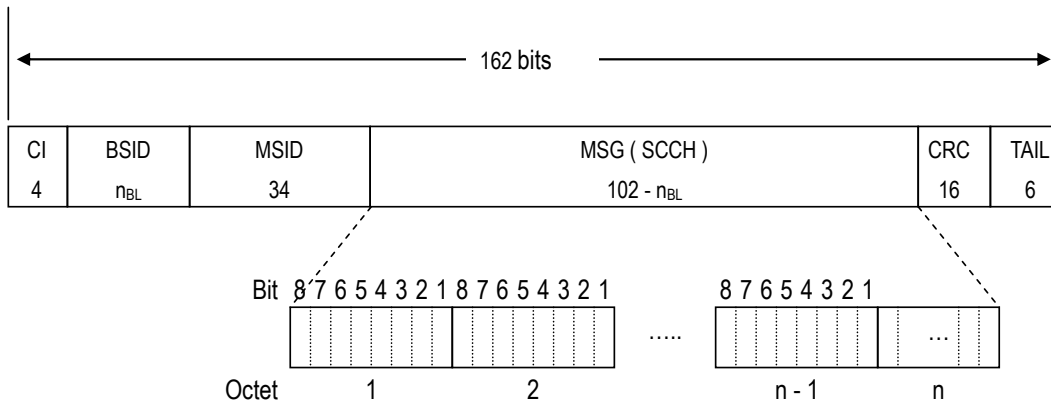 162 bits
CI BSID MSID MSG ( SCCH ) CRC TAIL
4 nBL 34 102 - nBL 16 6
Bit 8 7 6 5 4 3 2 1 8 7 6 5 4 3 2 1 8 7 6 5 4 3 2 1
..... ...
Octet 1 2 n - 1 n